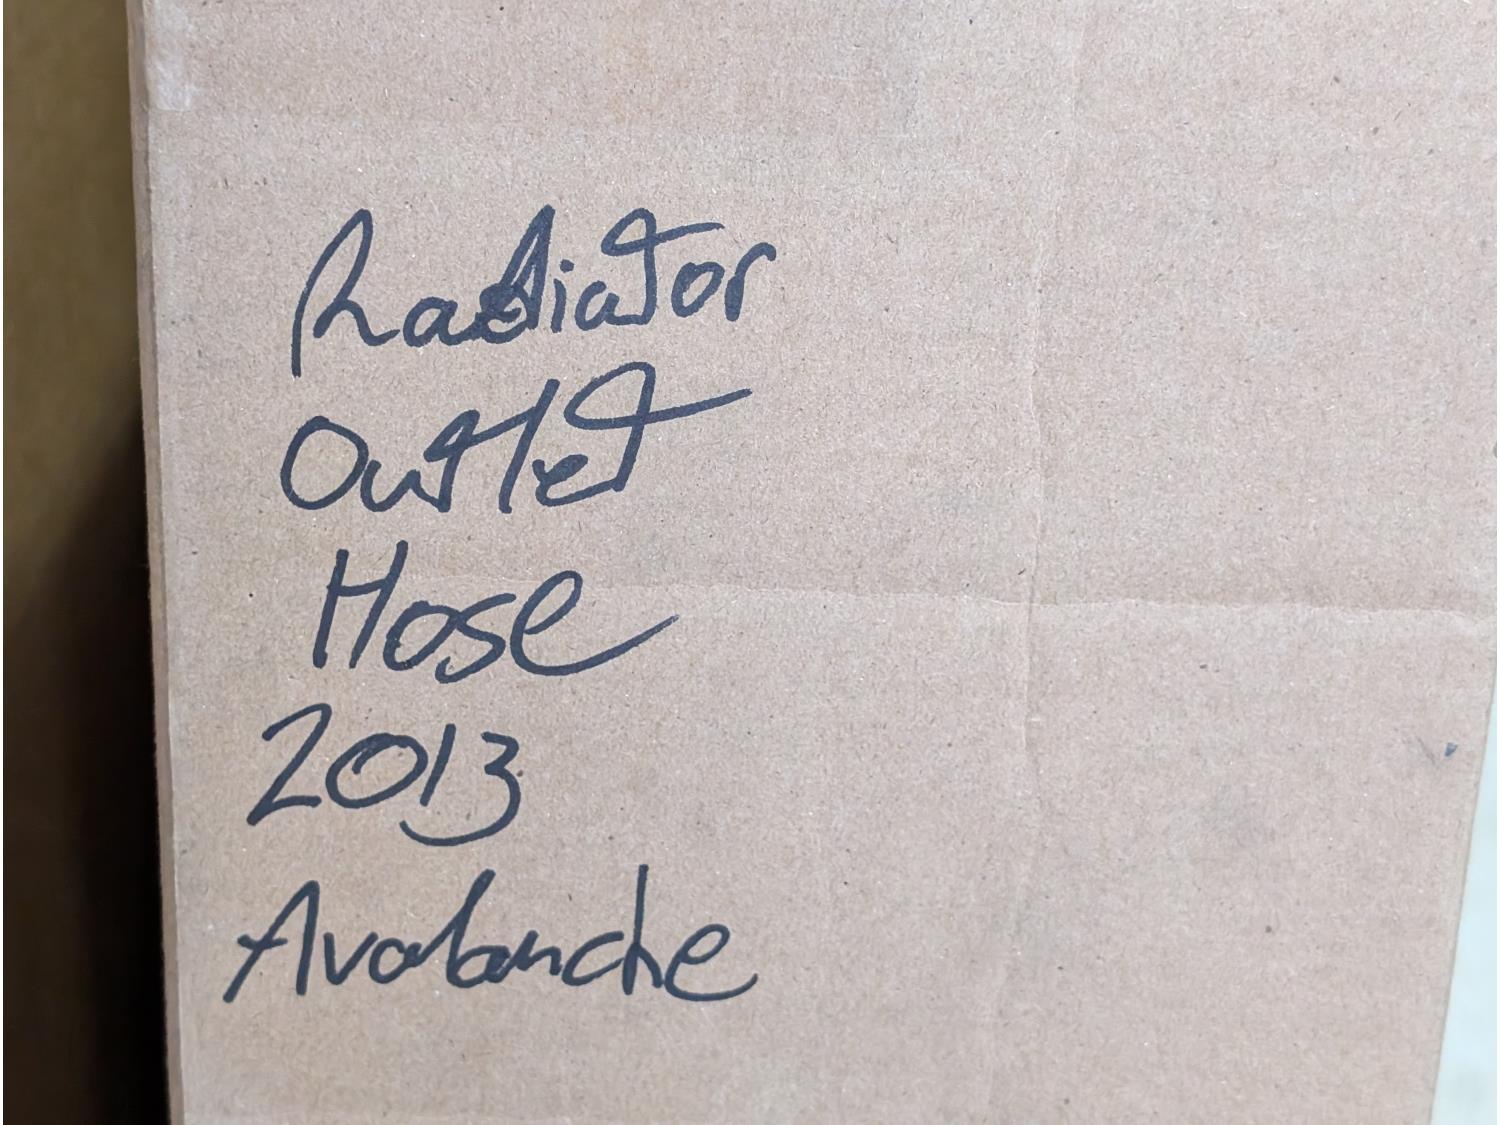 Radiator
Outlet
Hose
2013
Avalanche